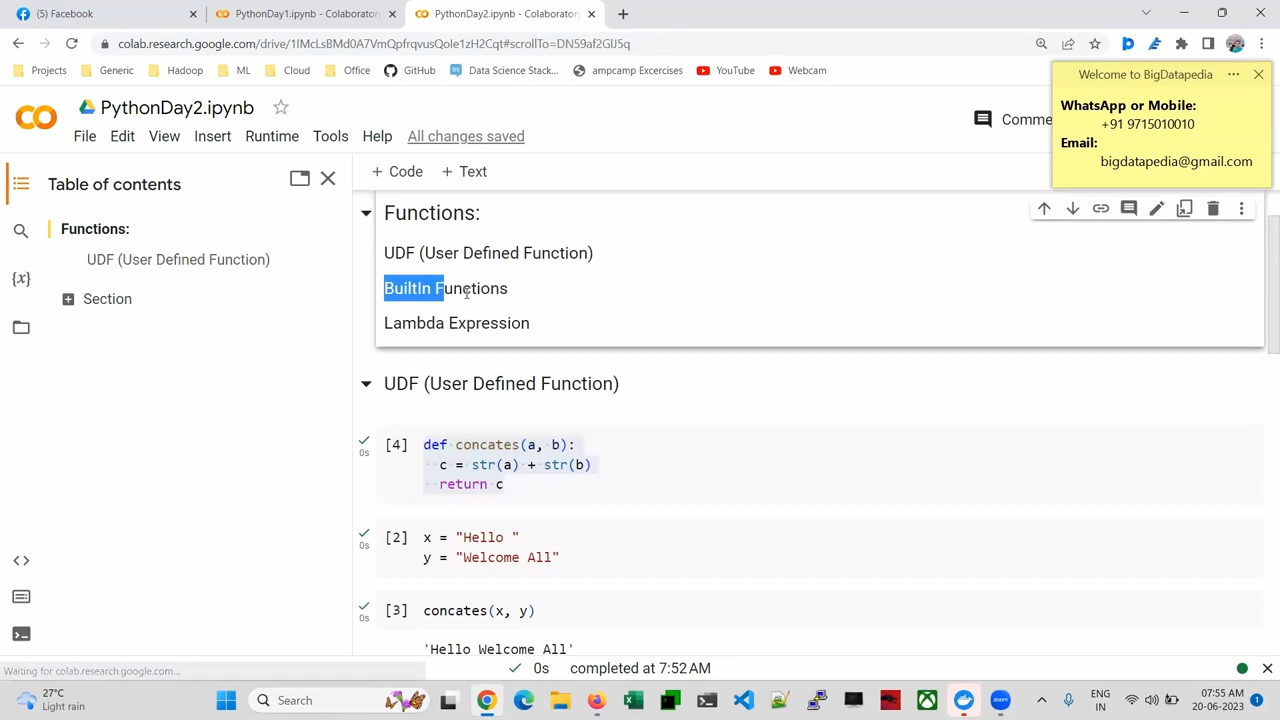 (5) Facebook
PythonDay1.ipynb - Colaboratory
PythonDay2.ipynb - Colaboratory
colab.research.google.com/drive/1IMcLsBMd0A7VmQpfrqvusQoke1zH2Cqt#scrollTo=DN59af2GlJ5q
Projects
Generic
Hadoop
ML
Cloud
Office
GitHub
Data Science Stack...
ampcamp Excercises
YouTube
Webcam
Welcome to BigDatapedia
WhatsApp or Mobile:
+91 9715010010
Email:
bigdatapedia@gmail.com
PythonDay2.ipynb
File Edit View Insert Runtime Tools Help All changes saved
Comme
Table of contents
Functions:
UDF (User Defined Function)
Section
+ Code + Text
Functions:
UDF (User Defined Function)
BuiltIn Functions
Lambda Expression
UDF (User Defined Function)
[4] def concates(a, b):
c = str(a) + str(b)
return c
0s
[2] x = "Hello "
y = "Welcome All"
0s
[3] concates(x, y)
0s
'Hello Welcome All'
Waiting for colab.research.google.com...
0s completed at 7:52 AM
27°C
Light rain
Search
ENG
IN
07:55 AM
20-06-2023
1